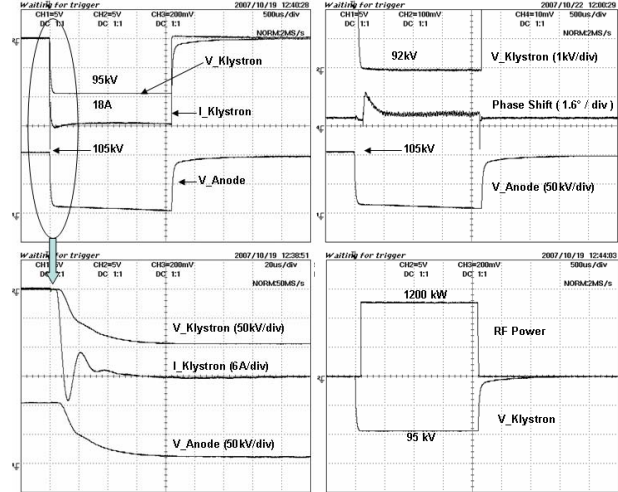 Waiting for trigger 2007/10/19 12:40:28
CH1=5V CH2=5V CH3=200mV 500us/div
DC 1:1 DC 1:1 DC 1:1
NORM:2MS/s
95kV
V_Klystron
18A
I_Klystron
105kV
V_Anode
Waiting for trigger 2007/10/22 12:00:29
CH1=5V CH2=100mV CH4=10mV 500us/div
DC 1:1 DC 1:1 DC 1:1
NORM:2MS/s
92kV
V_Klystron (1kV/div)
Phase Shift ( 1.6° / div )
105kV
V_Anode (50kV/div)
Waiting for trigger 2007/10/19 12:38:51
CH1=5V CH2=5V CH3=200mV 20us/div
DC 1:1 DC 1:1 DC 1:1
NORM:50MS/s
V_Klystron (50kV/div)
I_Klystron (6A/div)
V_Anode (50kV/div)
Waiting for trigger 2007/10/19 12:44:03
CH2=5V CH3=200mV 500us/div
DC 1:1 DC 1:1
NORM:2MS/s
1200 kW
RF Power
V_Klystron
95 kV